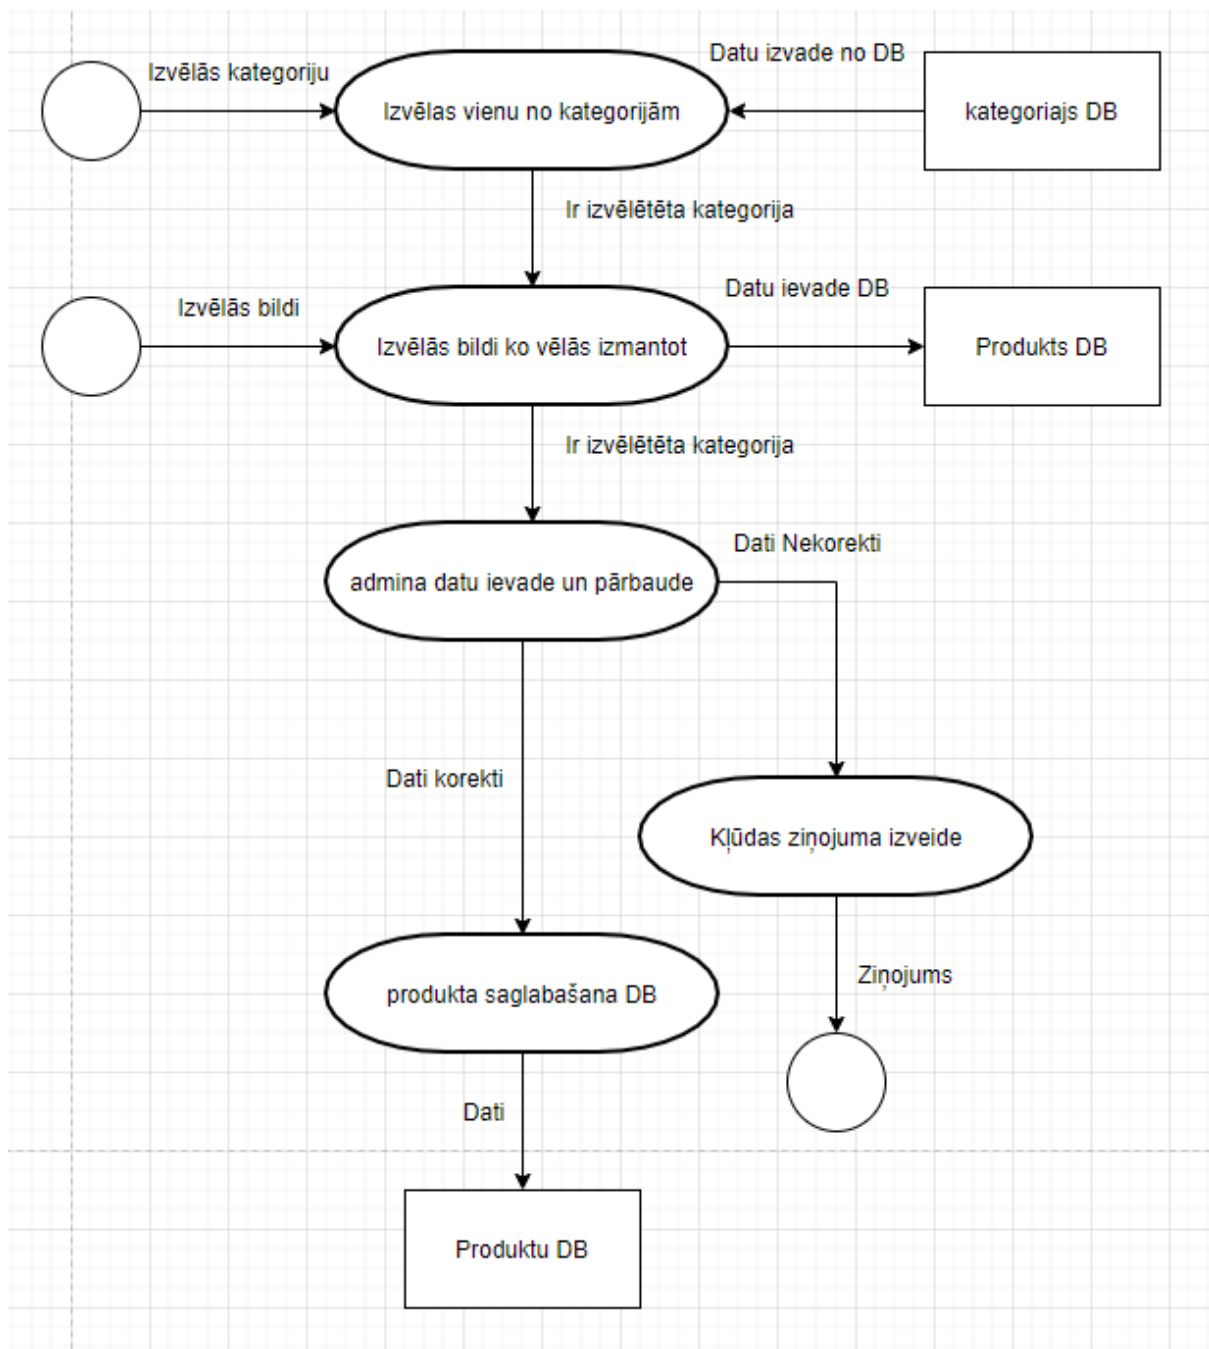 Datu izvade no DB
Izvēlās kategoriju
Izvēlas vienu no kategorijām
kategoriajs DB
Ir izvēlētēta kategorija
Datu ievade DB
Izvēlās bildi
Izvēlās bildi ko vēlās izmantot
Produkts DB
Ir izvēlētēta kategorija
Dati Nekorekti
admina datu ievade un pārbaude
Dati korekti
Kļūdas ziņojuma izveide
Ziņojums
produkta saglabašana DB
Dati
Produktu DB